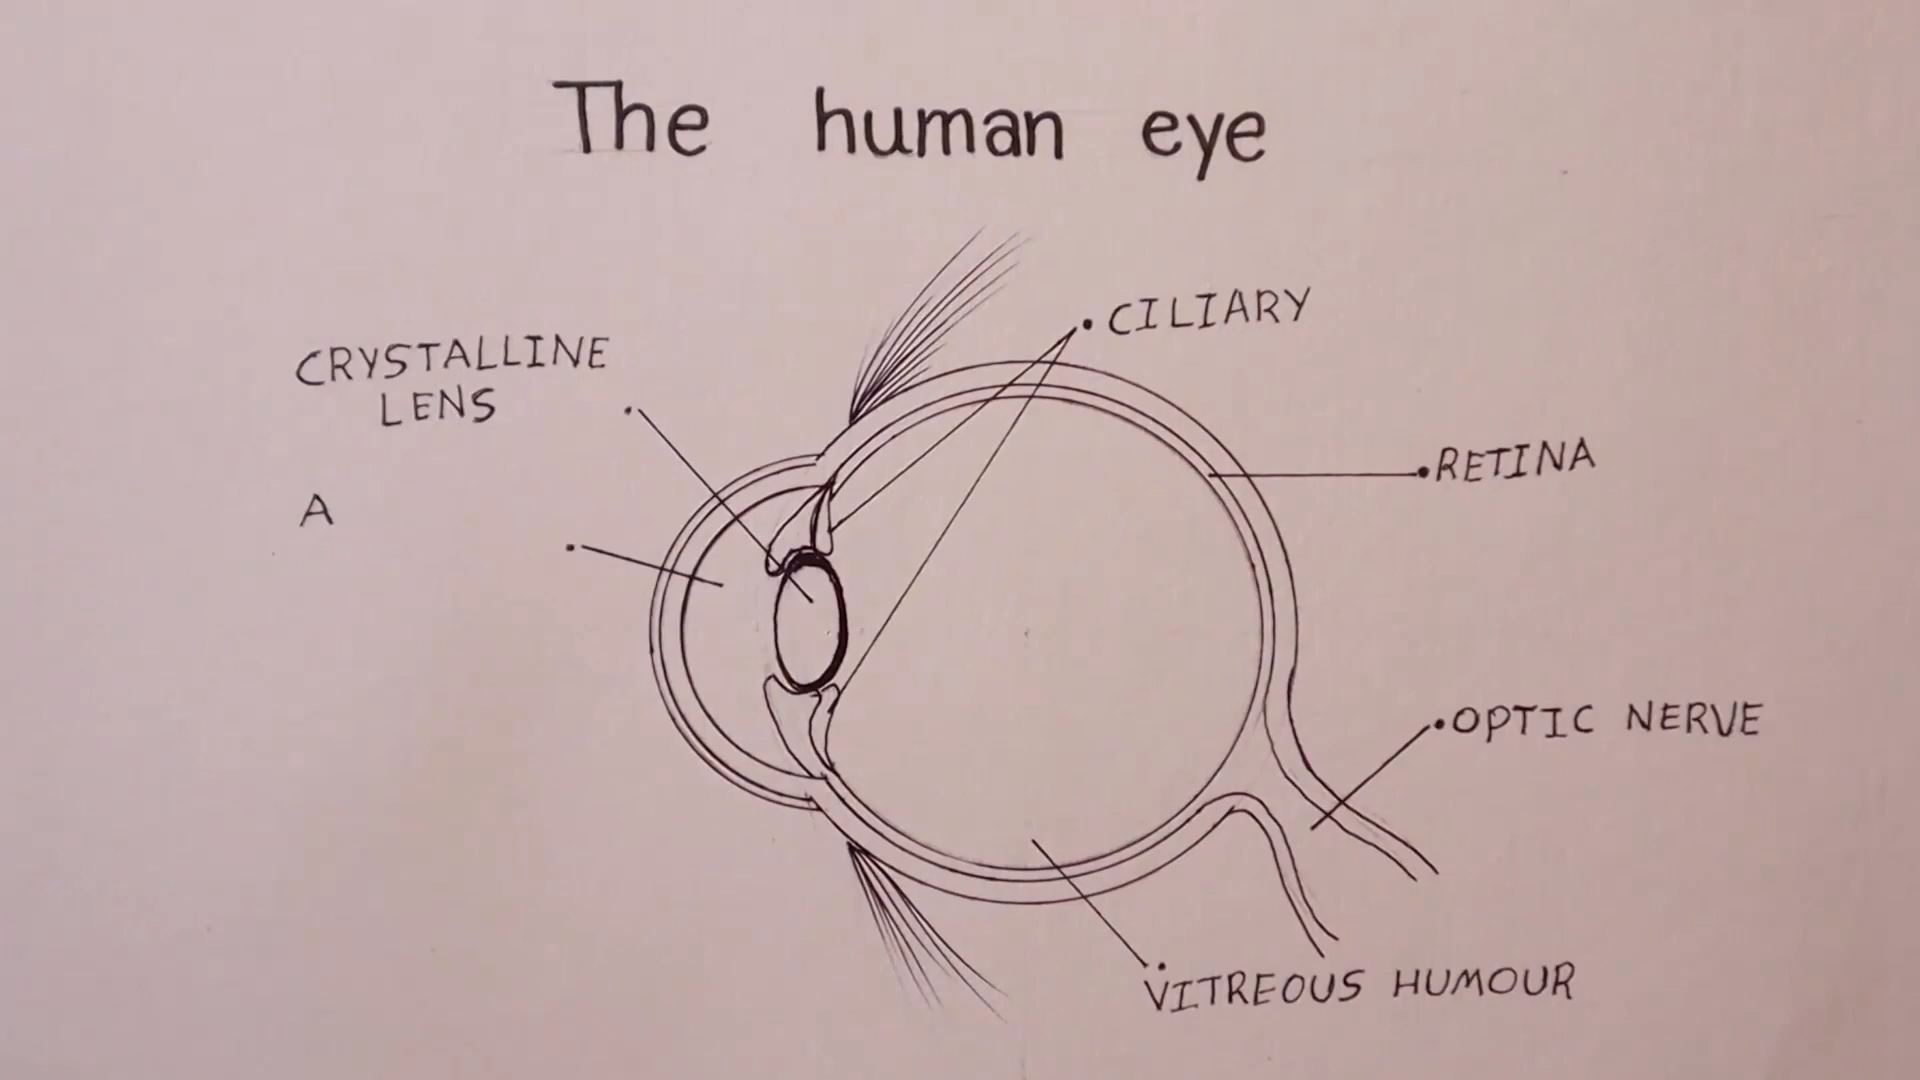 The human eye
CRYSTALLINE
LENS
A
CILIARY
RETINA
OPTIC NERVE
VITREOUS HUMOUR